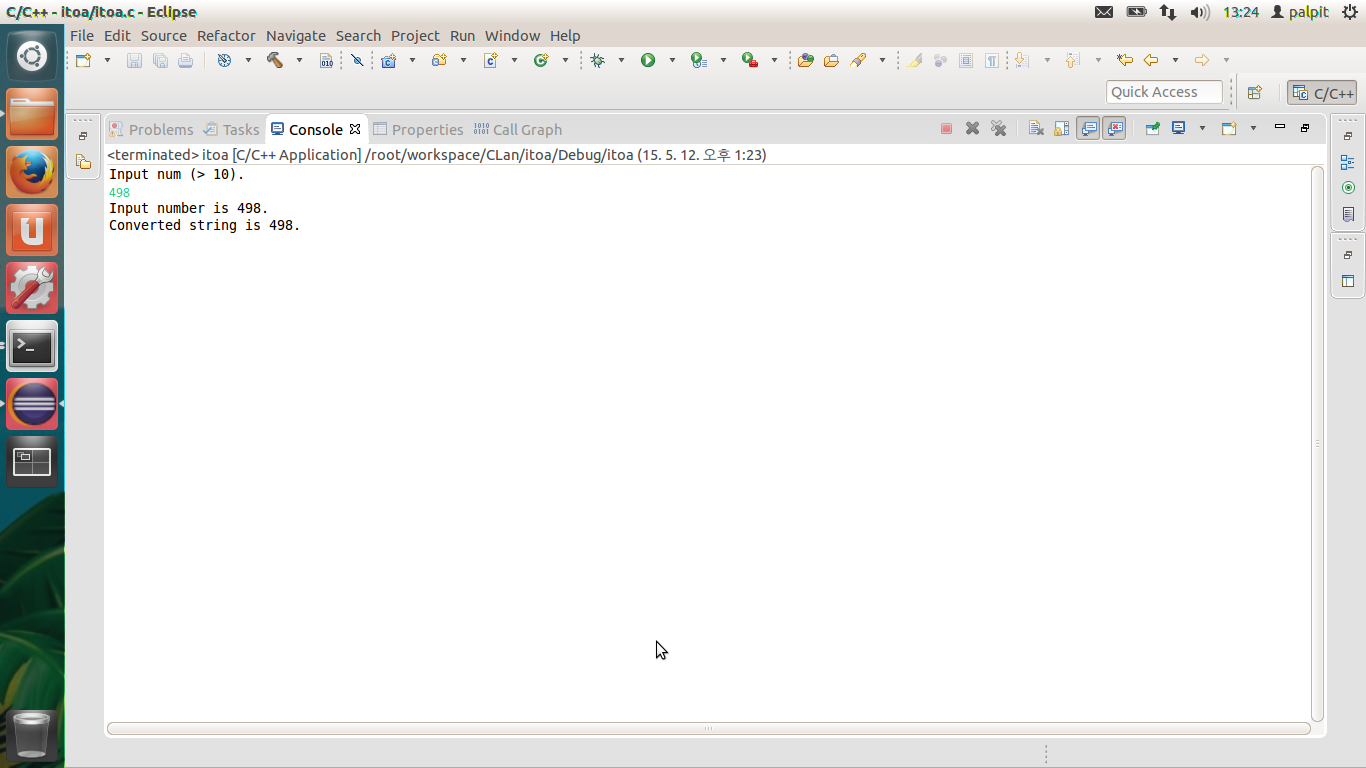 C/C++ - itoa/itoa.c - Eclipse
13:24 palpit
File Edit Source Refactor Navigate Search Project Run Window Help
Quick Access
C/C++
Problems Tasks Console Properties Call Graph
<terminated> itoa [C/C++ Application] /root/workspace/CLan/itoa/Debug/itoa (15. 5. 12. 오후 1:23)
Input num (> 10).
498
Input number is 498.
Converted string is 498.